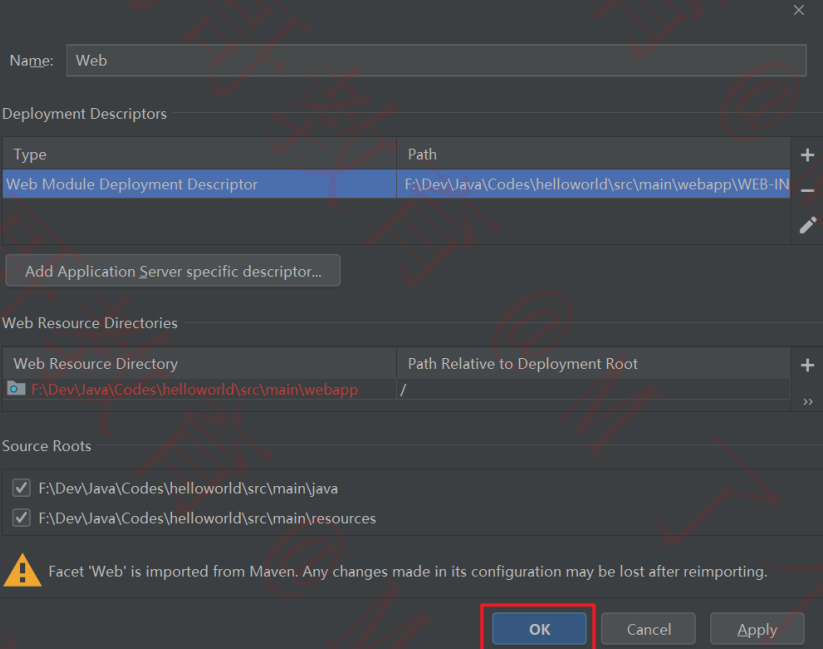 Name: Web
Deployment Descriptors
Type Path
Web Module Deployment Descriptor F:\Dev\Java\Codes\helloworld\src\main\webapp\WEB-IN
Add Application Server specific descriptor...
Web Resource Directories
Web Resource Directory Path Relative to Deployment Root
F:\Dev\Java\Codes\helloworld\src\main\webapp /
Source Roots
F:\Dev\Java\Codes\helloworld\src\main\java
F:\Dev\Java\Codes\helloworld\src\main\resources
Facet 'Web' is imported from Maven. Any changes made in its configuration may be lost after reimporting.
OK Cancel Apply